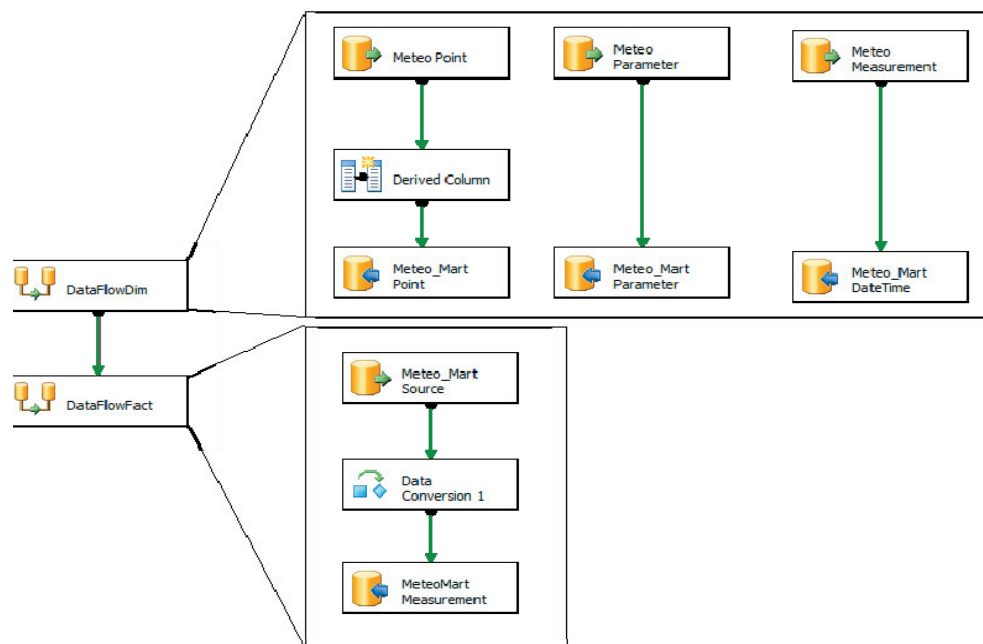 Meteo Point
Meteo
Parameter
Meteo
Measurement
Derived Column
Meteo_Mart
Point
Meteo_Mart
Parameter
Meteo_Mart
DateTime
DataFlowDim
DataFlowFact
Meteo_Mart
Source
Data
Conversion 1
MeteoMart
Measurement